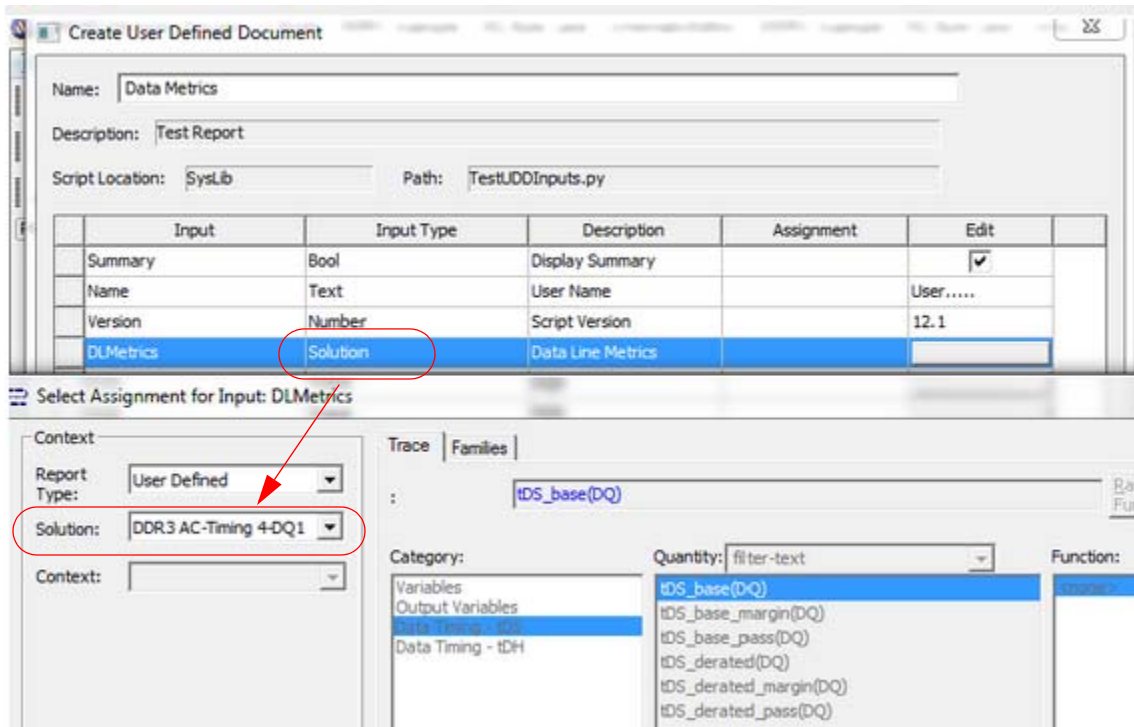 Create User Defined Document
Name: Data Metrics
Description: Test Report
Script Location: SysLib Path: TestUDDInputs.py
Input Input Type Description Assignment Edit
Summary Bool Display Summary
Name Text User Name User.....
Version Number Script Version 12.1
DLMetrics Solution Data Line Metrics
Select Assignment for Input: DLMetrics
Context
Trace Families
Report Type: User Defined
: tDS_base(DQ)
Solution: DDR3 AC-Timing 4-DQ1
Context:
Category: Quantity: filter-text Function:
Variables tDS_base(DQ) <none>
Output Variables tDS_base_margin(DQ)
Data Timing - tDS tDS_base_pass(DQ)
Data Timing - tDH tDS_derated(DQ)
tDS_derated_margin(DQ)
tDS_derated_pass(DQ)